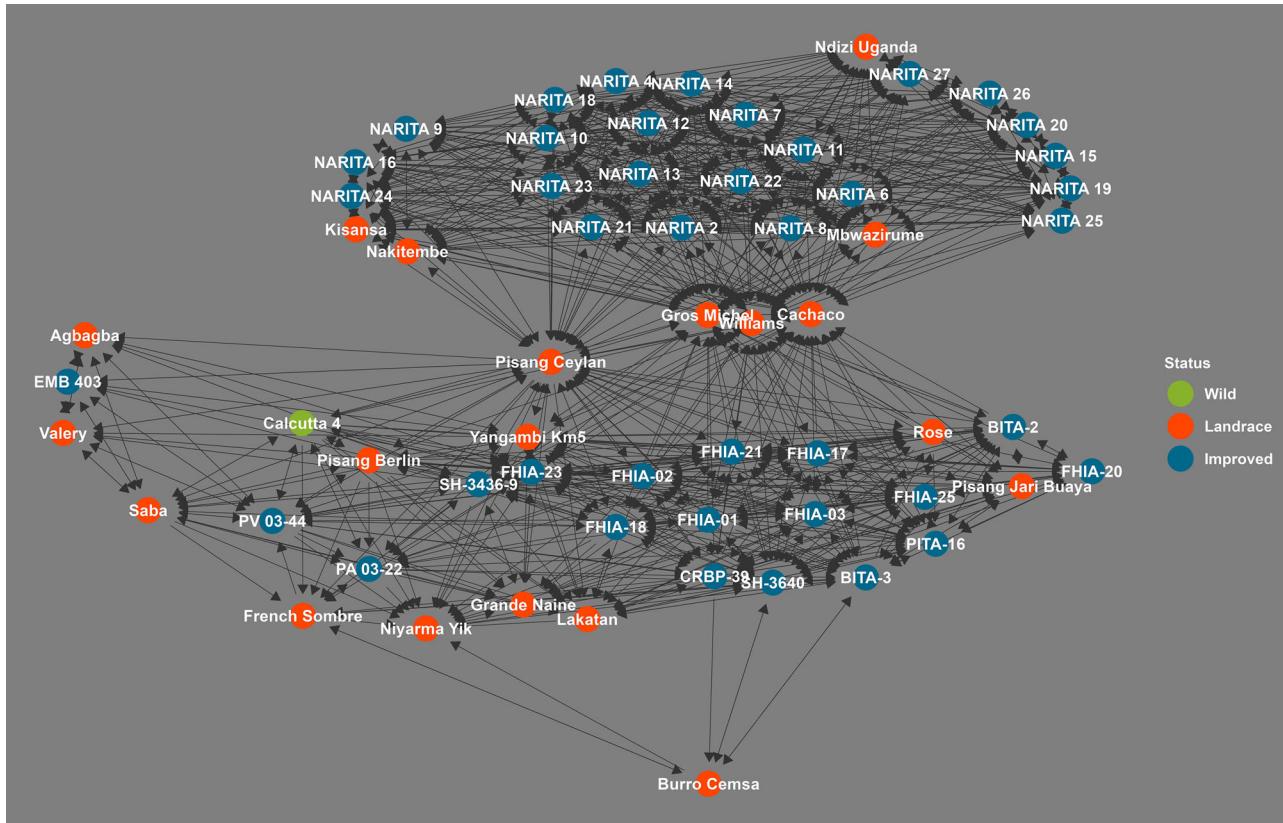 Ndizi Uganda
NARITA 27
NARITA 4
NARITA 14
NARITA 26
NARITA 18
NARITA 7
NARITA 12
NARITA 20
NARITA 9
NARITA 10
NARITA 11
NARITA 15
NARITA 16
NARITA 13
NARITA 22
NARITA 23
NARITA 19
NARITA 24
NARITA 6
NARITA 25
NARITA 21
NARITA 2
NARITA 8
Kisansa
Mbwazirume
Nakitembe
Gros Michel
Williams
Cachaco
Agbagba
Pisang Ceylan
Status
EMB 403
Wild
Calcutta 4
Landrace
Valery
Yangambi Km5
Rose
BITA-2
Improved
FHIA-21
FHIA-17
Pisang Berlin
FHIA-23
FHIA-02
FHIA-20
SH-3436-9
Pisang Jari Buaya
FHIA-25
Saba
PV 03-44
FHIA-18
FHIA-01
FHIA-03
PITA-16
PA 03-22
CRBP-39
SH-3640
BITA-3
Grande Naine
French Sombre
Lakatan
Niyarma Yik
Burro Cemsa